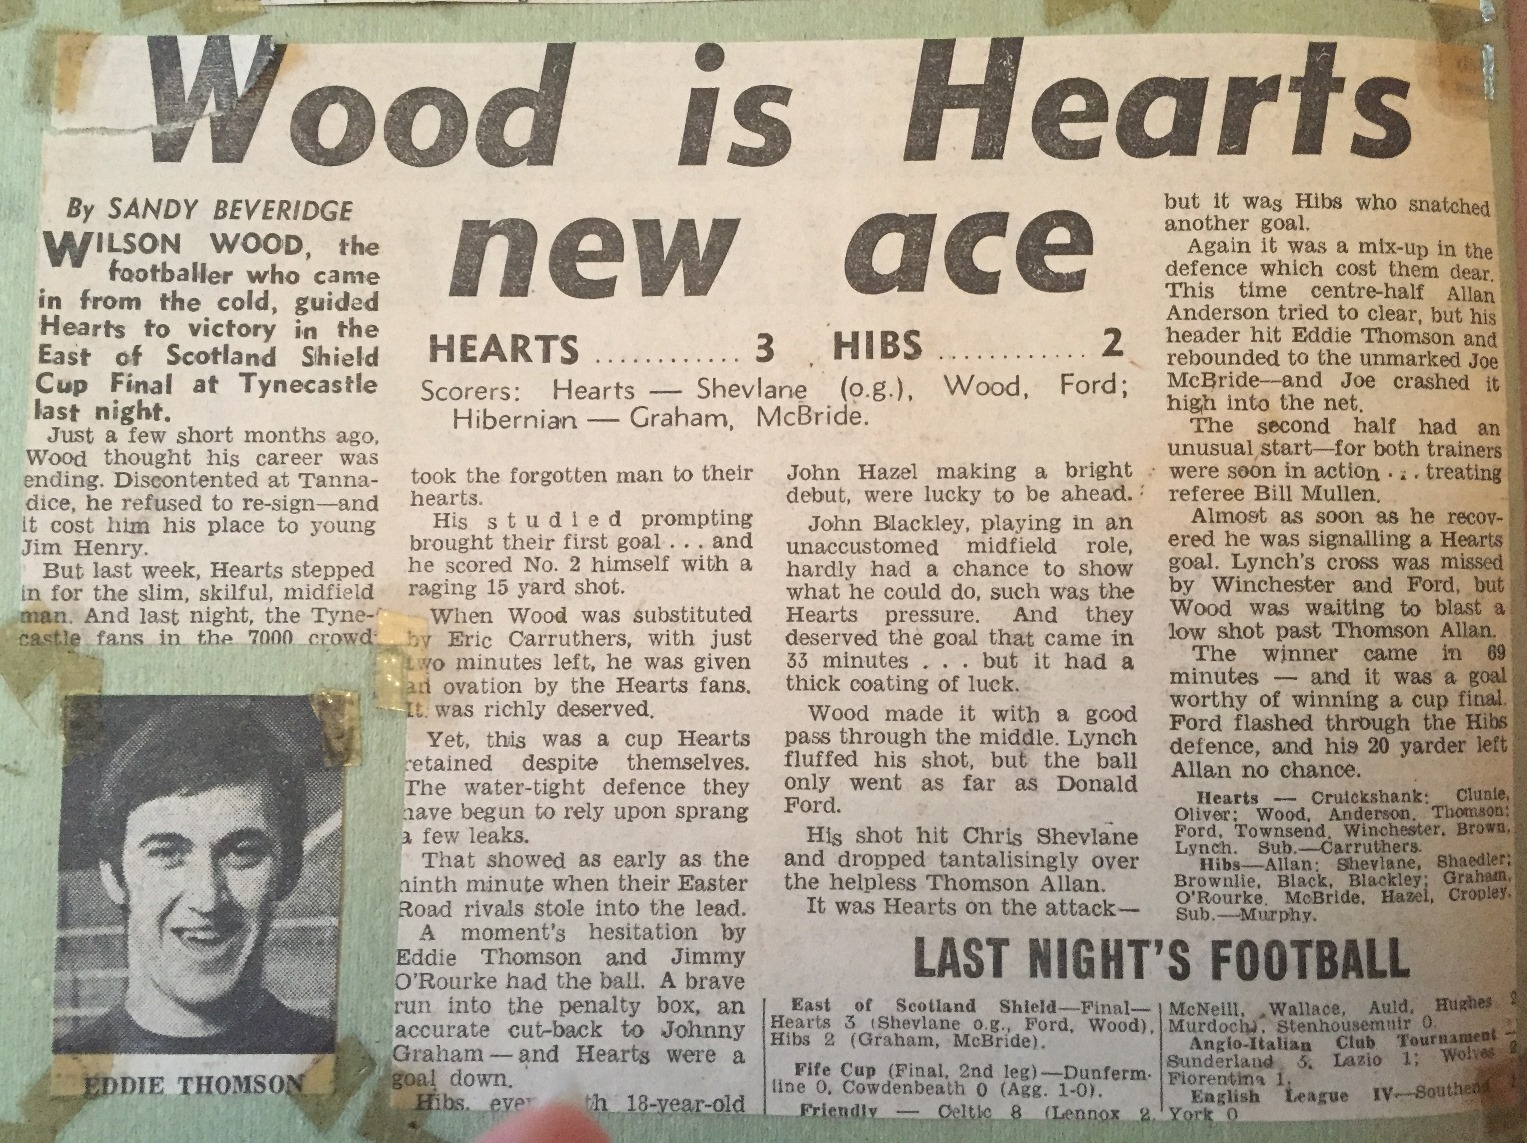 Wood is Hearts
new ace
By SANDY BEVERIDGE
WILSON WOOD, the
footballer who came
in from the cold, guided
Hearts to victory in the
East of Scotland Shield
Cup Final at Tynecastle
last night.
Just a few short months ago,
Wood thought his career was
ending. Discontented at Tanna-
dice, he refused to re-sign—and
it cost him his place to young
Jim Henry.
But last week, Hearts stepped
in for the slim, skilful, midfield
man. And last night, the Tyne-
castle fans in the 7000 crowd
EDDIE THOMSON
HEARTS ........... 3 HIBS ........... 2
Scorers: Hearts — Shevlane (o.g.), Wood, Ford;
Hibernian — Graham, McBride.
took the forgotten man to their
hearts.
His studied prompting
brought their first goal . . . and
he scored No. 2 himself with a
raging 15 yard shot.
When Wood was substituted
by Eric Carruthers, with just
two minutes left, he was given
an ovation by the Hearts fans.
It was richly deserved.
Yet, this was a cup Hearts
retained despite themselves.
The water-tight defence they
have begun to rely upon sprang
a few leaks.
That showed as early as the
ninth minute when their Easter
Road rivals stole into the lead.
A moment's hesitation by
Eddie Thomson and Jimmy
O'Rourke had the ball. A brave
run into the penalty box, an
accurate cut-back to Johnny
Graham — and Hearts were a
goal down.
Hibs, 18-year-old
John Hazel making a bright
debut, were lucky to be ahead.
John Blackley, playing in an
unaccustomed midfield role,
hardly had a chance to show
what he could do, such was the
Hearts pressure. And they
deserved the goal that came in
33 minutes . . . but it had a
thick coating of luck.
Wood made it with a good
pass through the middle. Lynch
fluffed his shot, but the ball
only went as far as Donald
Ford.
His shot hit Chris Shevlane
and dropped tantalisingly over
the helpless Thomson Allan.
It was Hearts on the attack—
but it was Hibs who snatched
another goal.
Again it was a mix-up in the
defence which cost them dear.
This time centre-half Allan
Anderson tried to clear, but his
header hit Eddie Thomson and
rebounded to the unmarked Joe
McBride—and Joe crashed it
high into the net.
The second half had an
unusual start—for both trainers
were soon in action . . . treating
referee Bill Mullen.
Almost as soon as he recov-
ered he was signalling a Hearts
goal. Lynch's cross was missed
by Winchester and Ford, but
Wood was waiting to blast a
low shot past Thomson Allan.
The winner came in 69
minutes — and it was a goal
worthy of winning a cup final.
Ford flashed through the Hibs
defence, and his 20 yarder left
Allan no chance.
Hearts — Cruickshank; Clunie,
Oliver; Wood, Anderson, Thomson;
Ford, Townsend, Winchester, Brown,
Lynch. Sub.—Carruthers.
Hibs—Allan; Shevlane, Shaedler;
Brownlie, Black, Blackley; Graham,
O'Rourke, McBride, Hazel, Cropley.
Sub.—Murphy.
LAST NIGHT'S FOOTBALL
East of Scotland Shield—Final—
Hearts 3 (Shevlane o.g., Ford, Wood),
Hibs 2 (Graham, McBride).
Fife Cup (Final, 2nd leg)—Dunferm-
line 0, Cowdenbeath 0 (Agg. 1-0).
Friendly — Celtic 8 (Lennox 2,
McNeill, Wallace, Auld, Hughes
Murdoch), Stenhousemuir 0.
Anglo-Italian Club Tournament—
Sunderland 3, Lazio 1; Wolves
Fiorentina 1.
English League IV—Southend
York 0